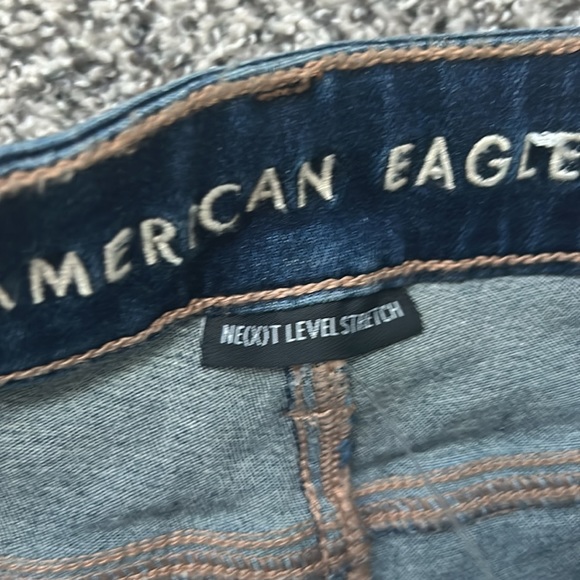 AMERICAN EAGLE
NE(X)T LEVEL STRETCH